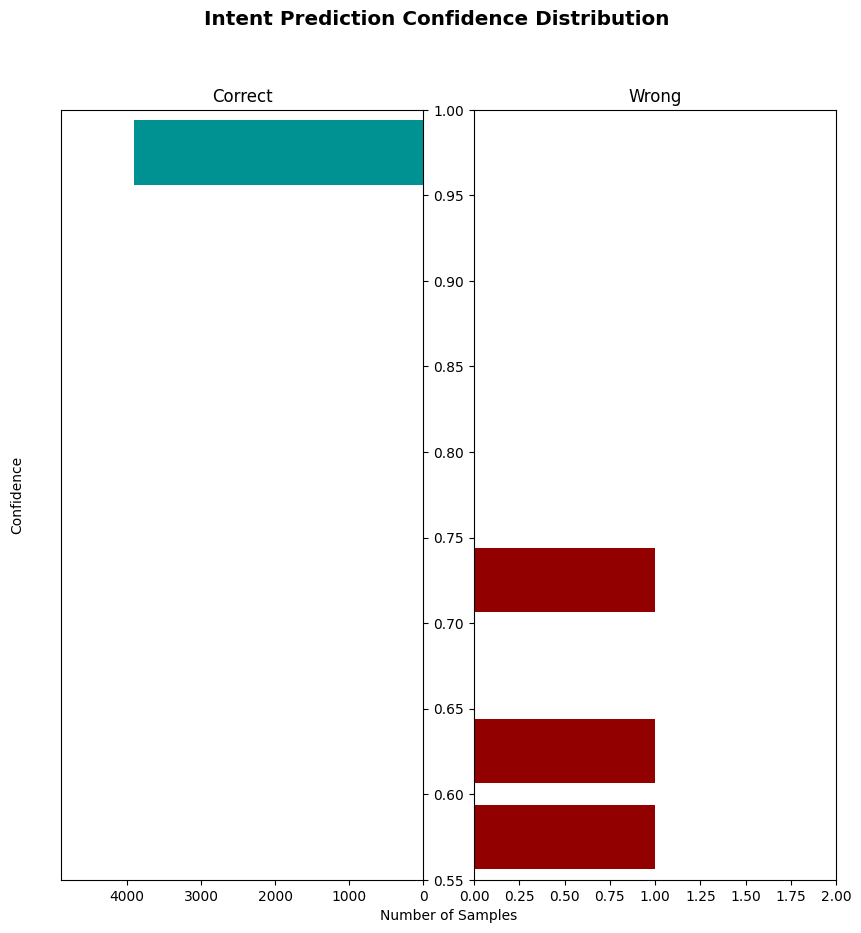 Intent Prediction Confidence Distribution
Correct
Wrong
1.00
0.95
0.90
0.85
0.80
0.75
0.70
0.65
0.60
0.55
Confidence
4000 3000 2000 1000 0
0.00 0.25 0.50 0.75 1.00 1.25 1.50 1.75 2.00
Number of Samples